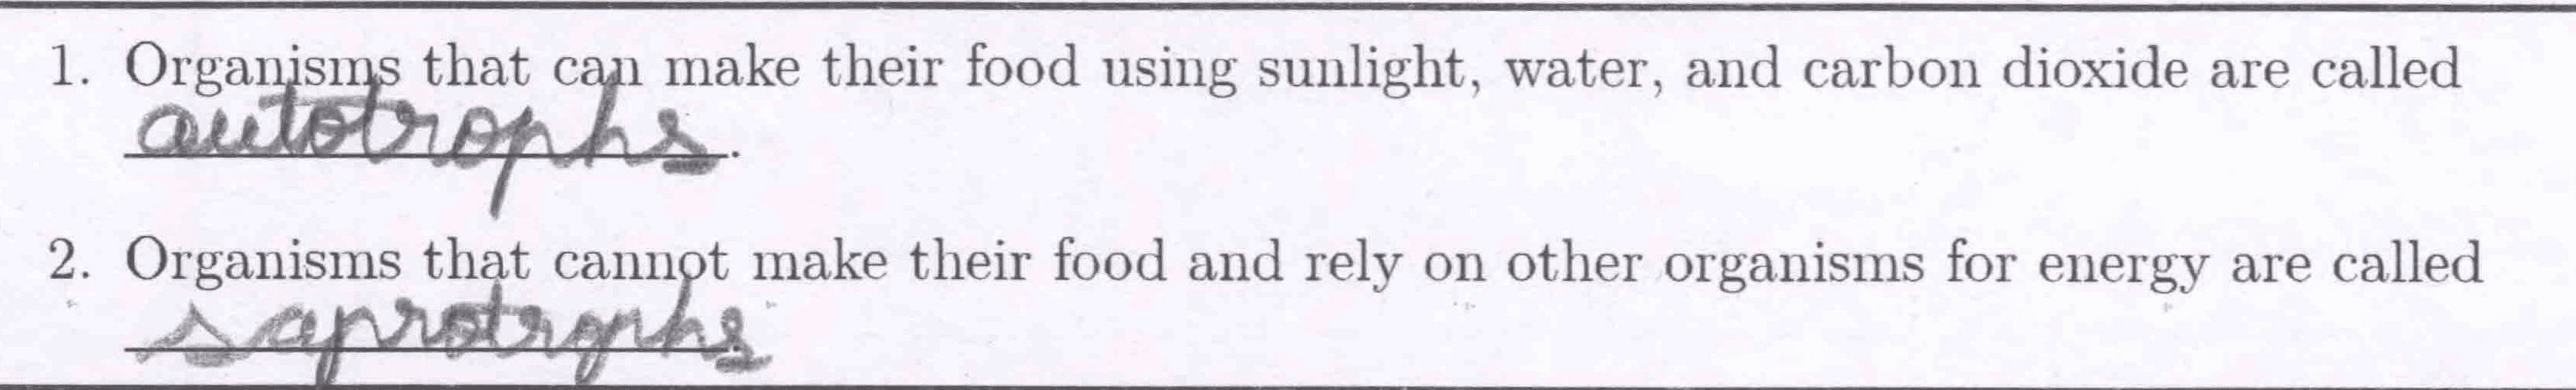 1. Organisms that can make their food using sunlight, water, and carbon dioxide are called
autotrophs.
2. Organisms that cannot make their food and rely on other organisms for energy are called
saprotrophs.